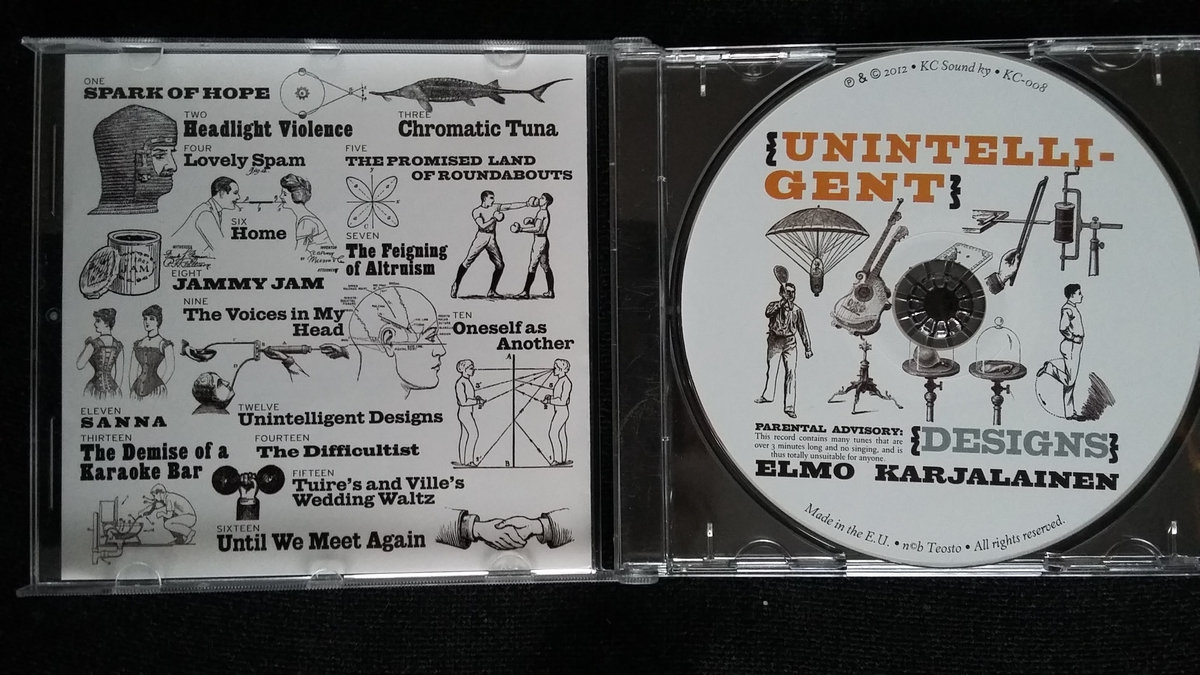 ONE
SPARK OF HOPE
TWO
Headlight Violence
THREE
Chromatic Tuna
FOUR
Lovely Spam
FIVE
THE PROMISED LAND
OF ROUNDABOUTS
SIX
Home
SEVEN
The Feigning
of Altruism
EIGHT
JAMMY JAM
JAM
NINE
The Voices in My
Head
TEN
Oneself as
Another
A
B
ELEVEN
SANNA
TWELVE
Unintelligent Designs
THIRTEEN
The Demise of a
Karaoke Bar
FOURTEEN
The Difficultist
FIFTEEN
Tuire's and Ville's
Wedding Waltz
SIXTEEN
Until We Meet Again
℗ & © 2012 • KC Sound ky • KC-008
{UNINTELLI-
GENT}
PARENTAL ADVISORY:
This record contains many tunes that are
over 3 minutes long and no singing, and is
thus totally unsuitable for anyone.
{DESIGNS}
ELMO KARJALAINEN
Made in the E.U. • n©b Teosto • All rights reserved.